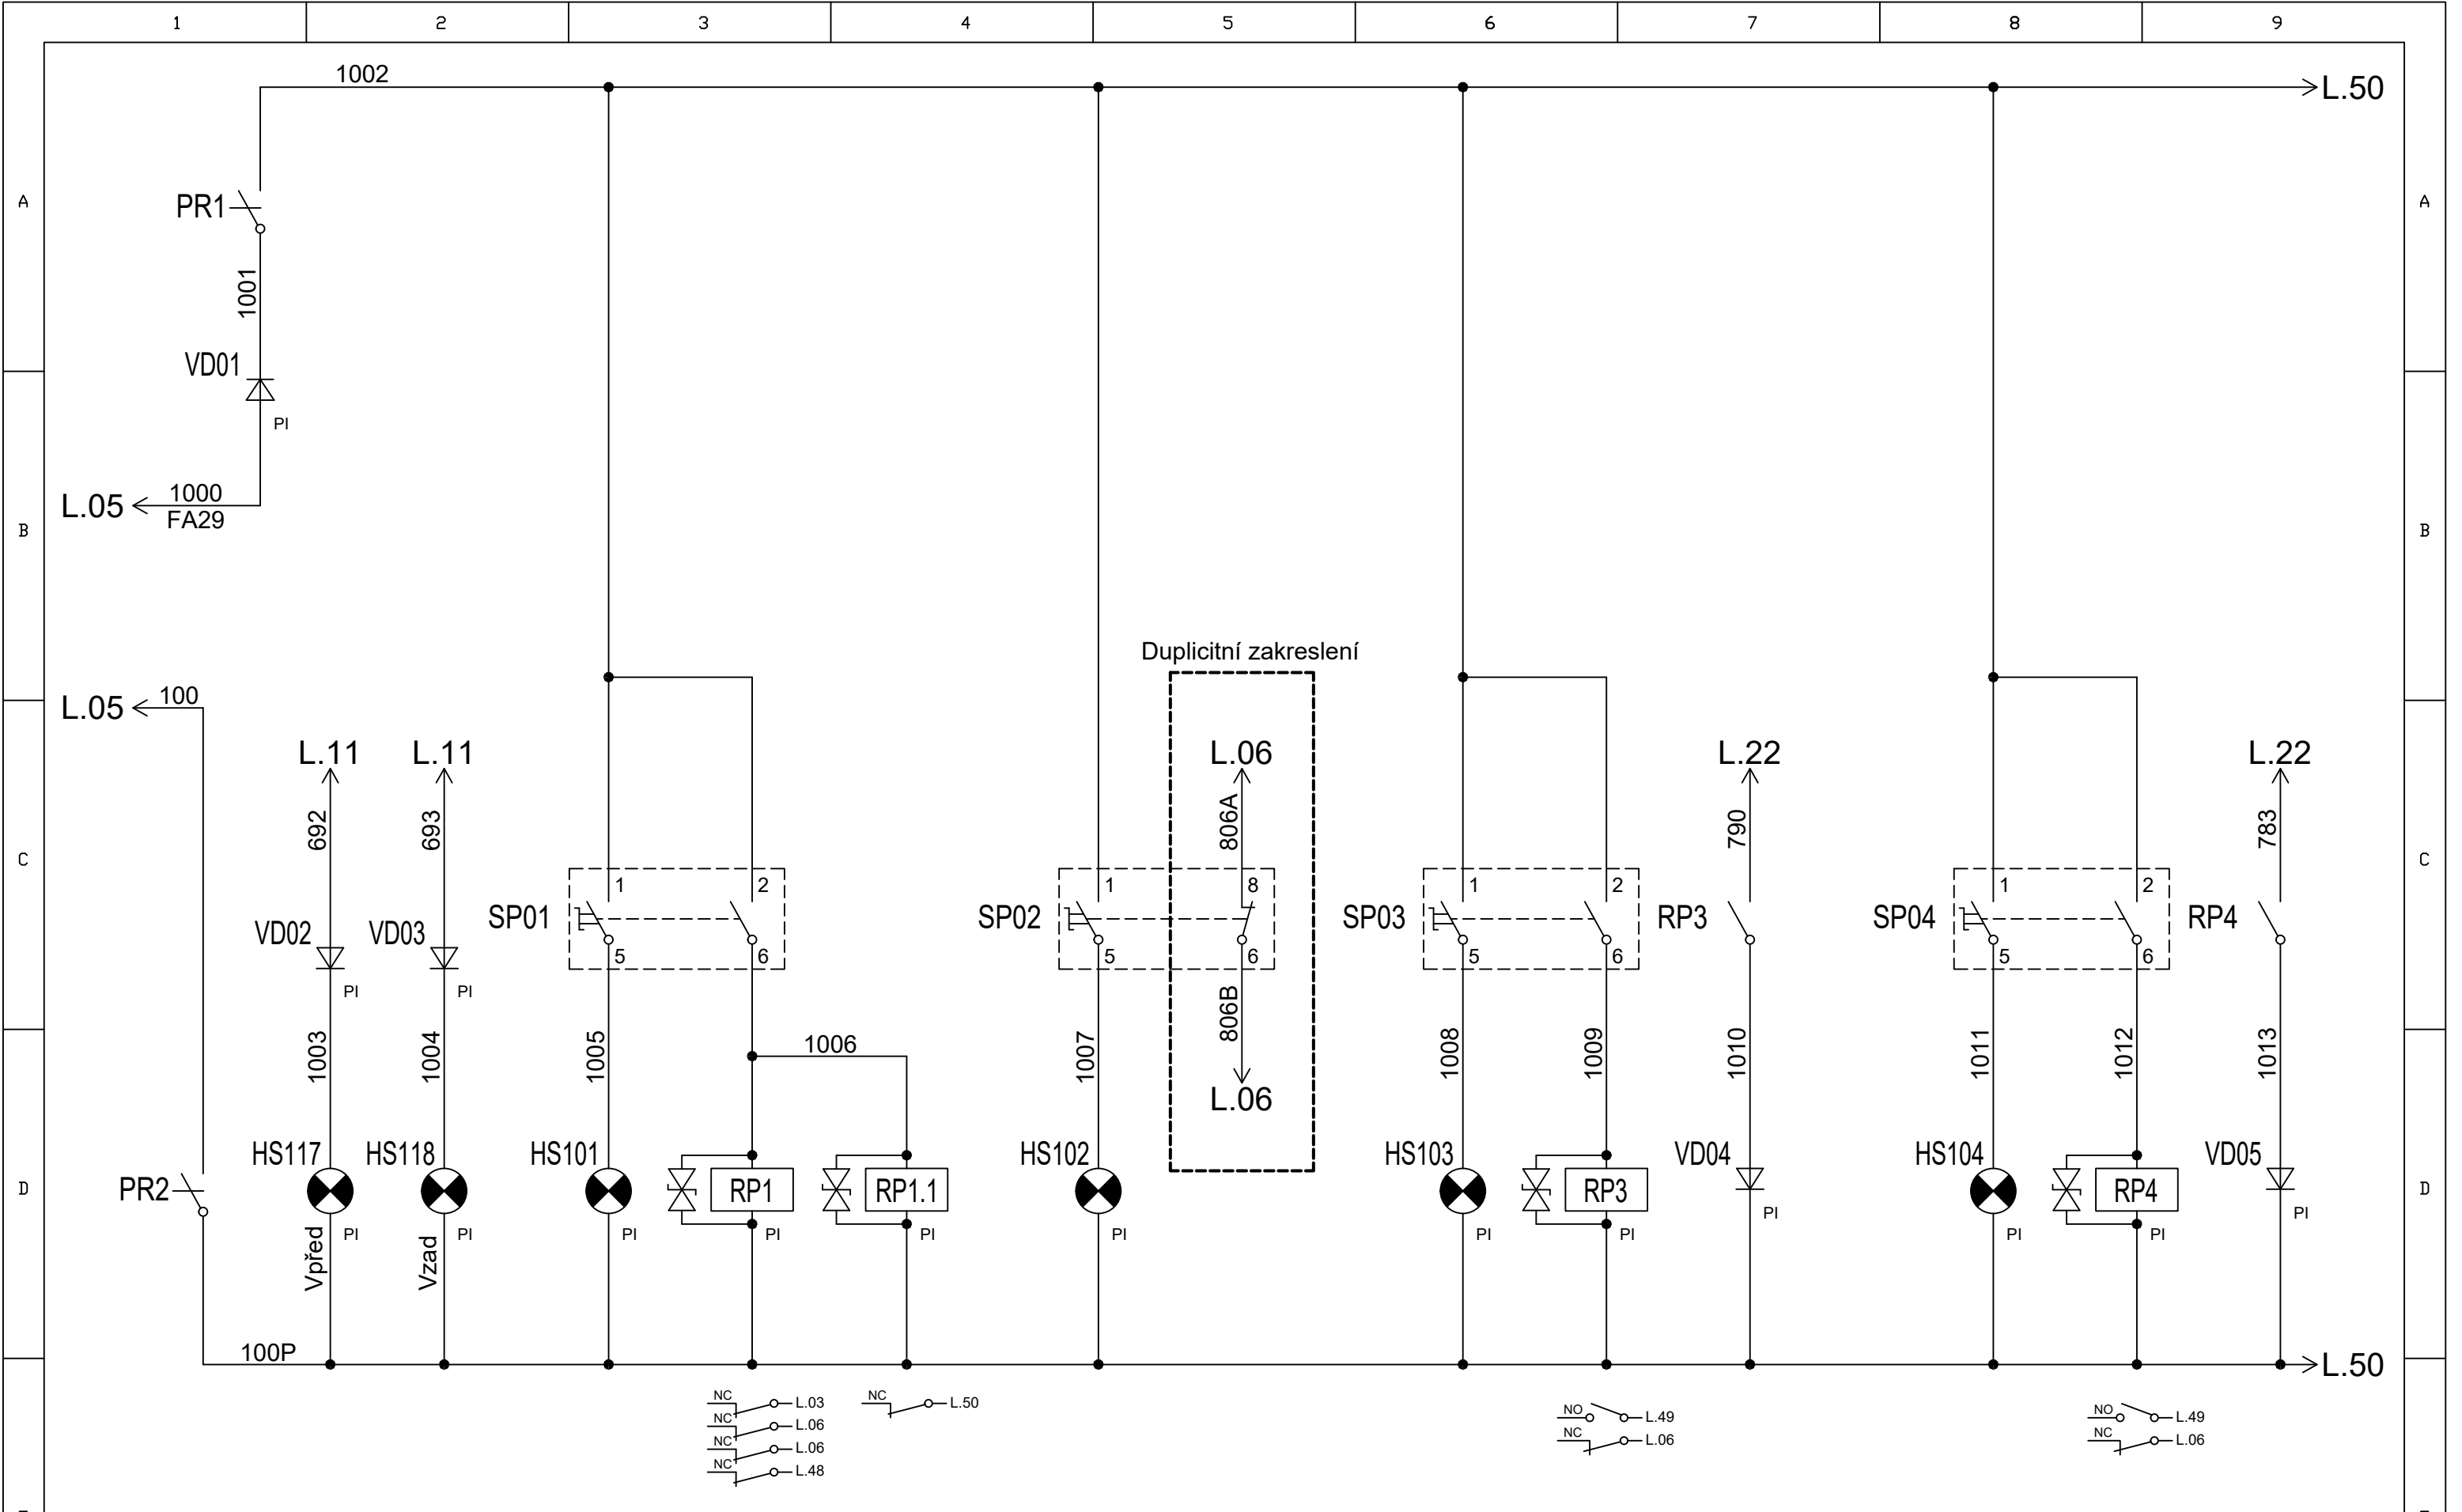 1 2 3 4 5 6 7 8 9
1002
L.50
A
PR1
A
1001
VD01
PI
L.05
1000
FA29
B
B
Duplicitní zakreslení
L.05
100
L.11 L.11 L.06 L.22 L.22
692 693 806A 790 783
C
C
1 2 1 8 1 2 1 2
VD02 VD03 SP01 SP02 SP03 RP3 SP04 RP4
5 6 5 6 5 6 5 6
PI PI
1003 1004 1005 1006 1007 806B 1008 1009 1010 1011 1012 1013
L.06
HS117 HS118 HS101 HS102 HS103 VD04 HS104 VD05
D
PR2 RP1 RP1.1 RP3 RP4
D
PI PI
PI PI PI PI PI PI PI PI PI PI
Vpřed Vzad
100P
L.50
NC L.03
NC L.06
NC L.06
NC L.48
NC L.50
NO L.49
NC L.06
NO L.49
NC L.06